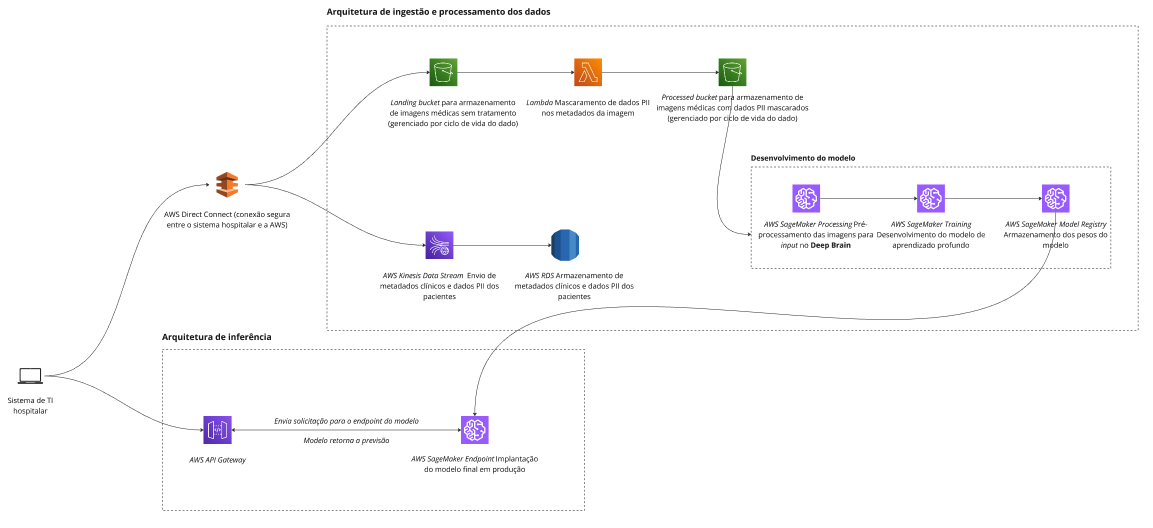 Arquitetura de ingestão e processamento dos dados
Landing bucket para armazenamento
de imagens médicas sem tratamento
(gerenciado por ciclo de vida do dado)
Lambda Mascaramento de dados PII
nos metadados da imagem
Processed bucket para armazenamento de
imagens médicas com dados PII mascarados
(gerenciado por ciclo de vida do dado)
Desenvolvimento do modelo
AWS SageMaker Processing Pré-
processamento das imagens para
input no Deep Brain
AWS SageMaker Training
Desenvolvimento do modelo de
aprendizado profundo
AWS SageMaker Model Registry
Armazenamento dos pesos do
modelo
AWS Direct Connect (conexão segura
entre o sistema hospitalar e a AWS)
AWS Kinesis Data Stream Envio de
metadados clínicos e dados PII dos
pacientes
AWS RDS Armazenamento de
metadados clínicos e dados PII dos
pacientes
Arquitetura de inferência
Sistema de TI
hospitalar
Envia solicitação para o endpoint do modelo
Modelo retorna a previsão
AWS API Gateway
AWS SageMaker Endpoint Implantação
do modelo final em produção